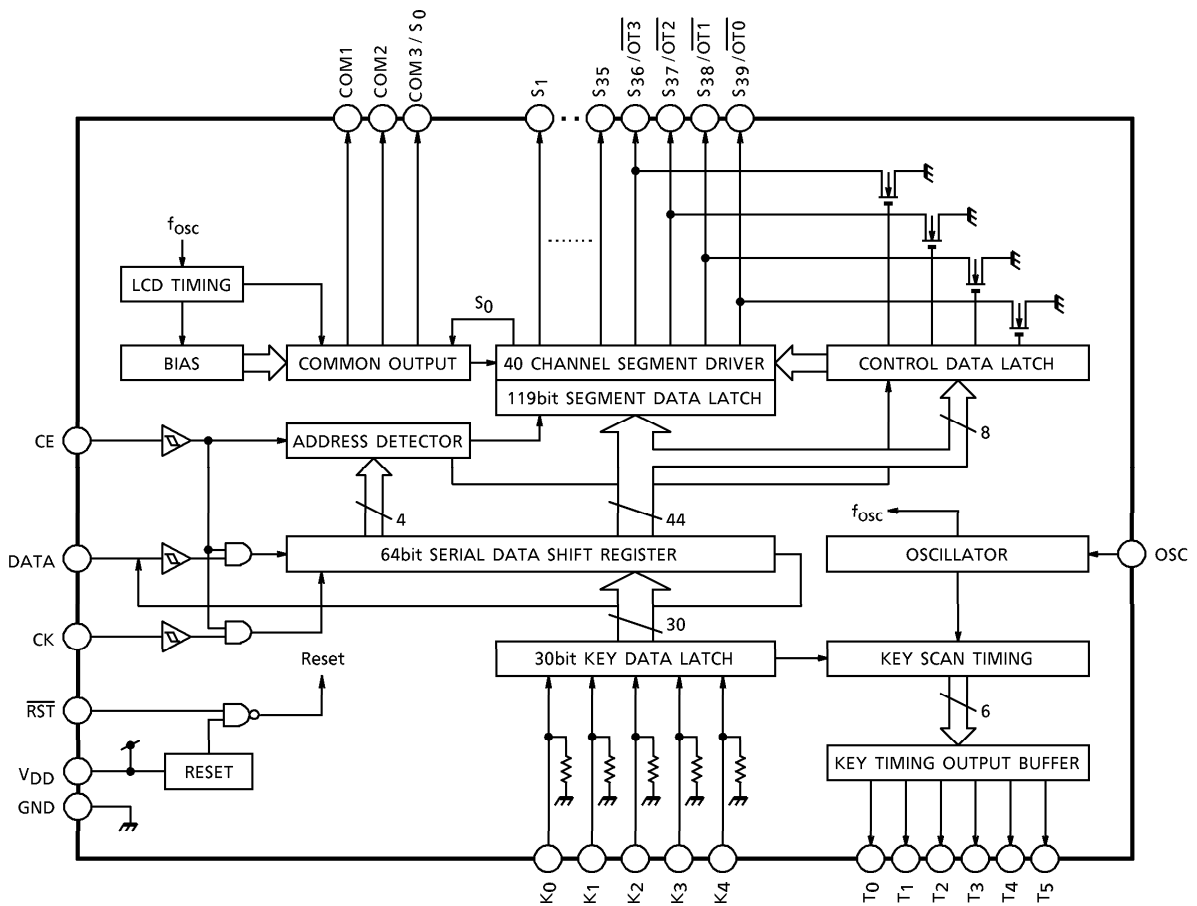 COM1
COM2
COM3/S0
S1
S35
S36/OT3
S37/OT2
S38/OT1
S39/OT0
fosc
LCD TIMING
S0
BIAS
COMMON OUTPUT
40 CHANNEL SEGMENT DRIVER
CONTROL DATA LATCH
119bit SEGMENT DATA LATCH
CE
ADDRESS DETECTOR
8
4
44
fosc
DATA
64bit SERIAL DATA SHIFT REGISTER
OSCILLATOR
OSC
30
CK
Reset
30bit KEY DATA LATCH
KEY SCAN TIMING
RST
6
VDD
RESET
KEY TIMING OUTPUT BUFFER
GND
K0
K1
K2
K3
K4
T0
T1
T2
T3
T4
T5